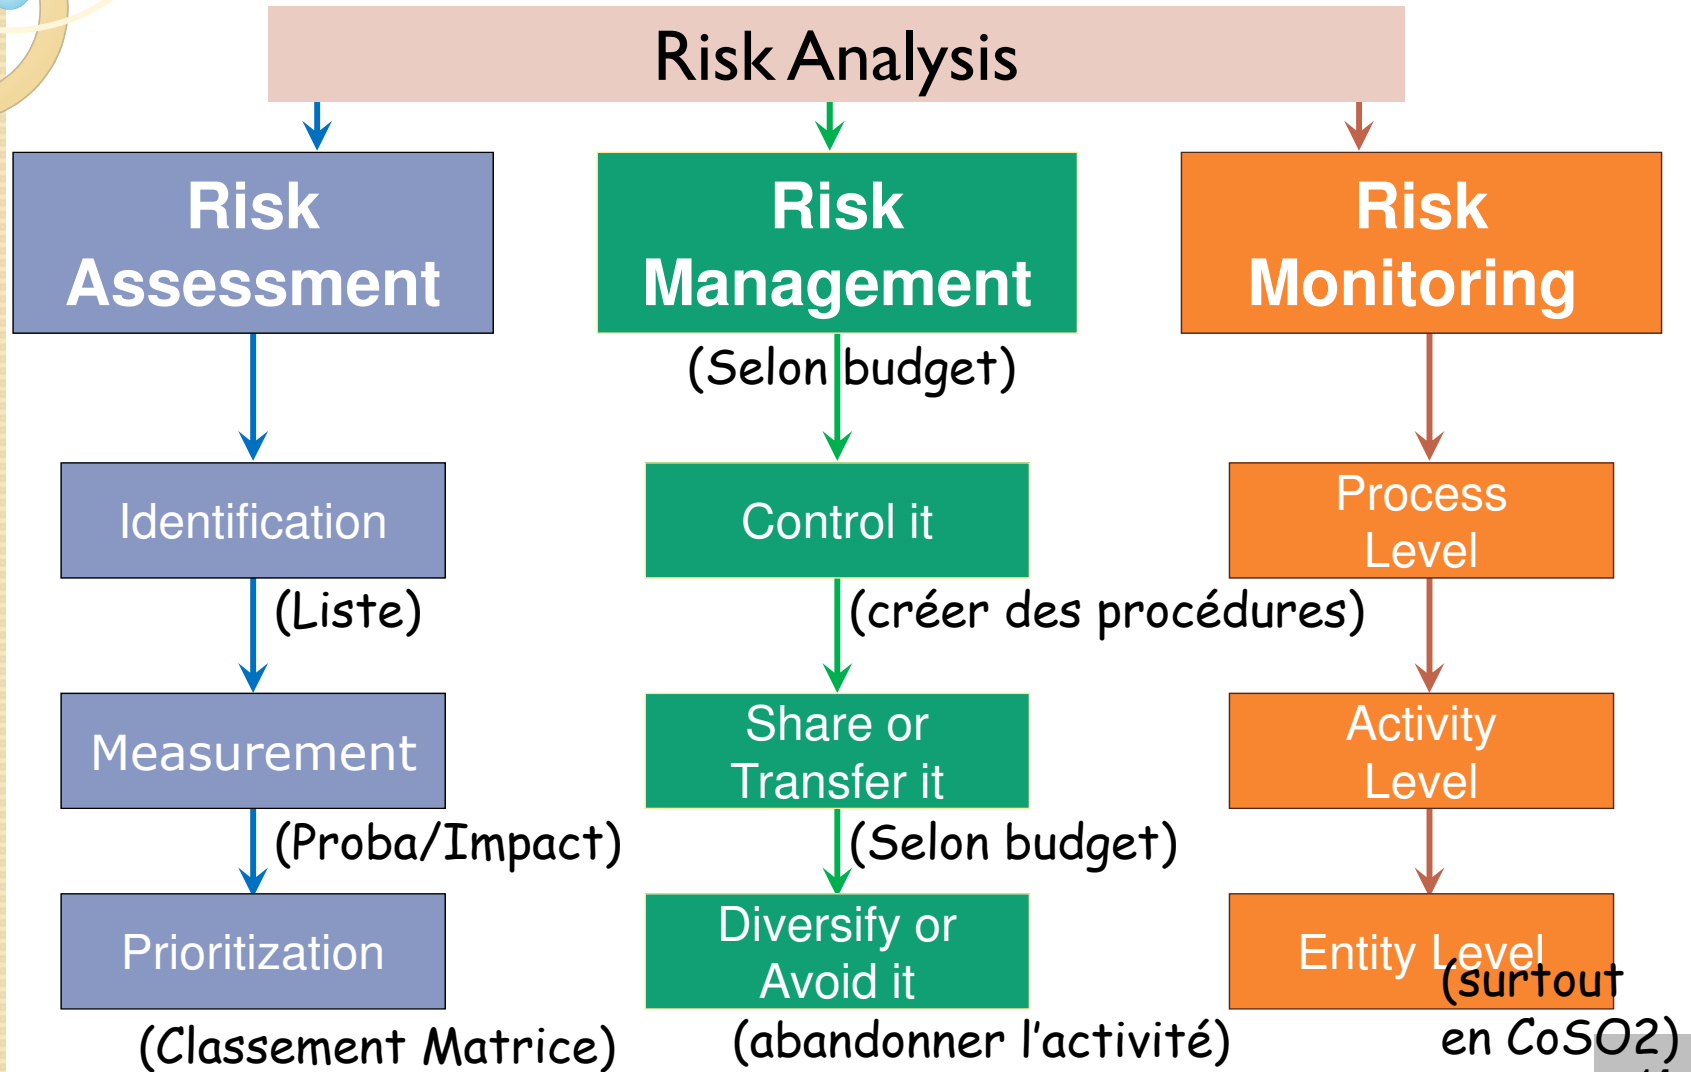 Risk Analysis
Risk
Assessment
Risk
Management
Risk
Monitoring
(Selon budget)
Identification
Control it
Process
Level
(Liste)
(créer des procédures)
Measurement
Share or
Transfer it
Activity
Level
(Proba/Impact)
(Selon budget)
Prioritization
Diversify or
Avoid it
Entity Level
(surtout
en CoSO2)
(Classement Matrice)
(abandonner l'activité)